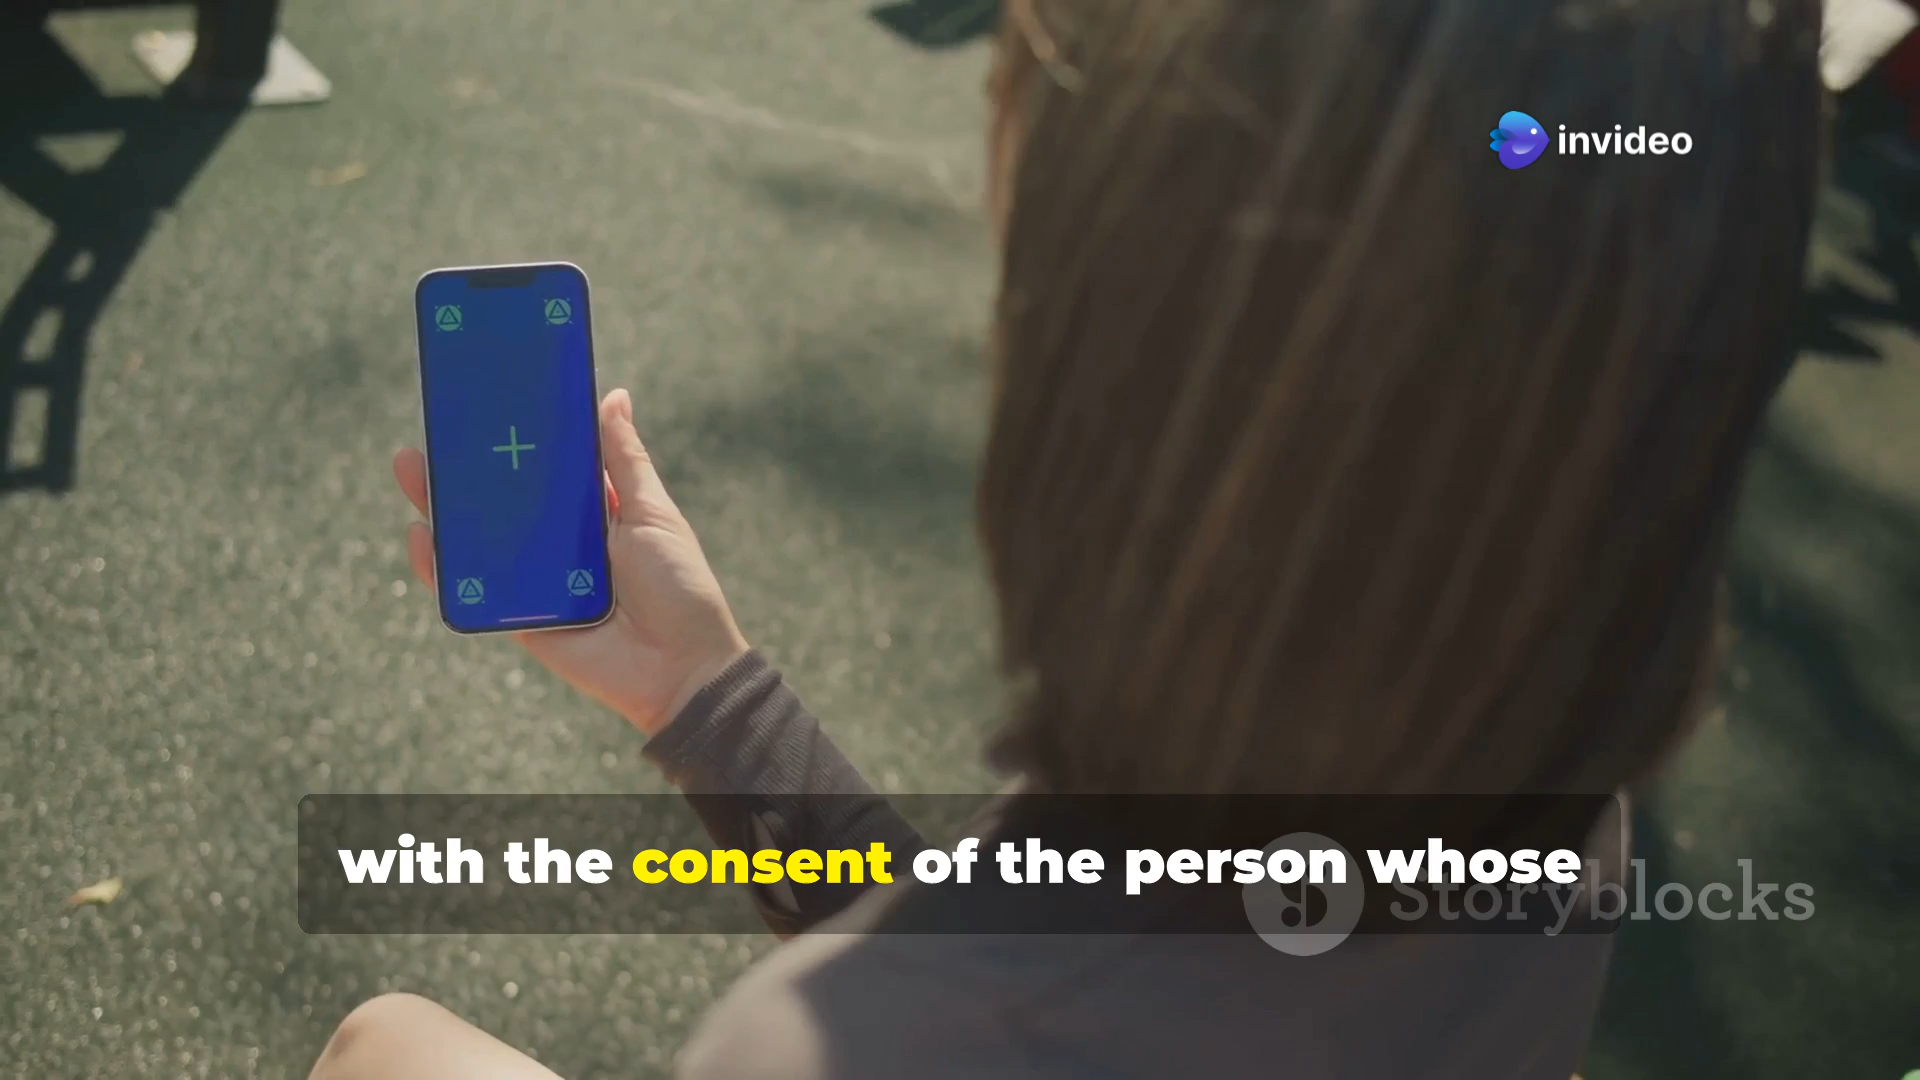 invideo
with the consent of the person whose
Storyblocks